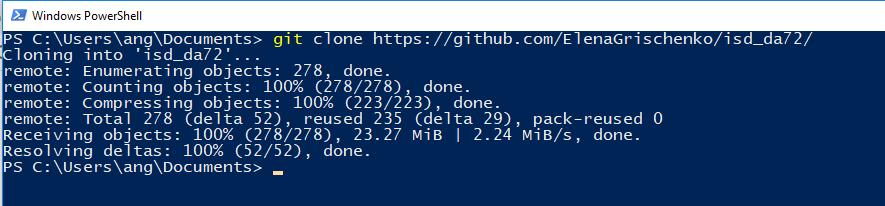 Windows PowerShell
PS C:\Users\ang\Documents> git clone https://github.com/ElenaGrischenko/isd_da72/
Cloning into 'isd_da72'...
remote: Enumerating objects: 278, done.
remote: Counting objects: 100% (278/278), done.
remote: Compressing objects: 100% (223/223), done.
remote: Total 278 (delta 52), reused 235 (delta 29), pack-reused 0
Receiving objects: 100% (278/278), 23.27 MiB | 2.24 MiB/s, done.
Resolving deltas: 100% (52/52), done.
PS C:\Users\ang\Documents>